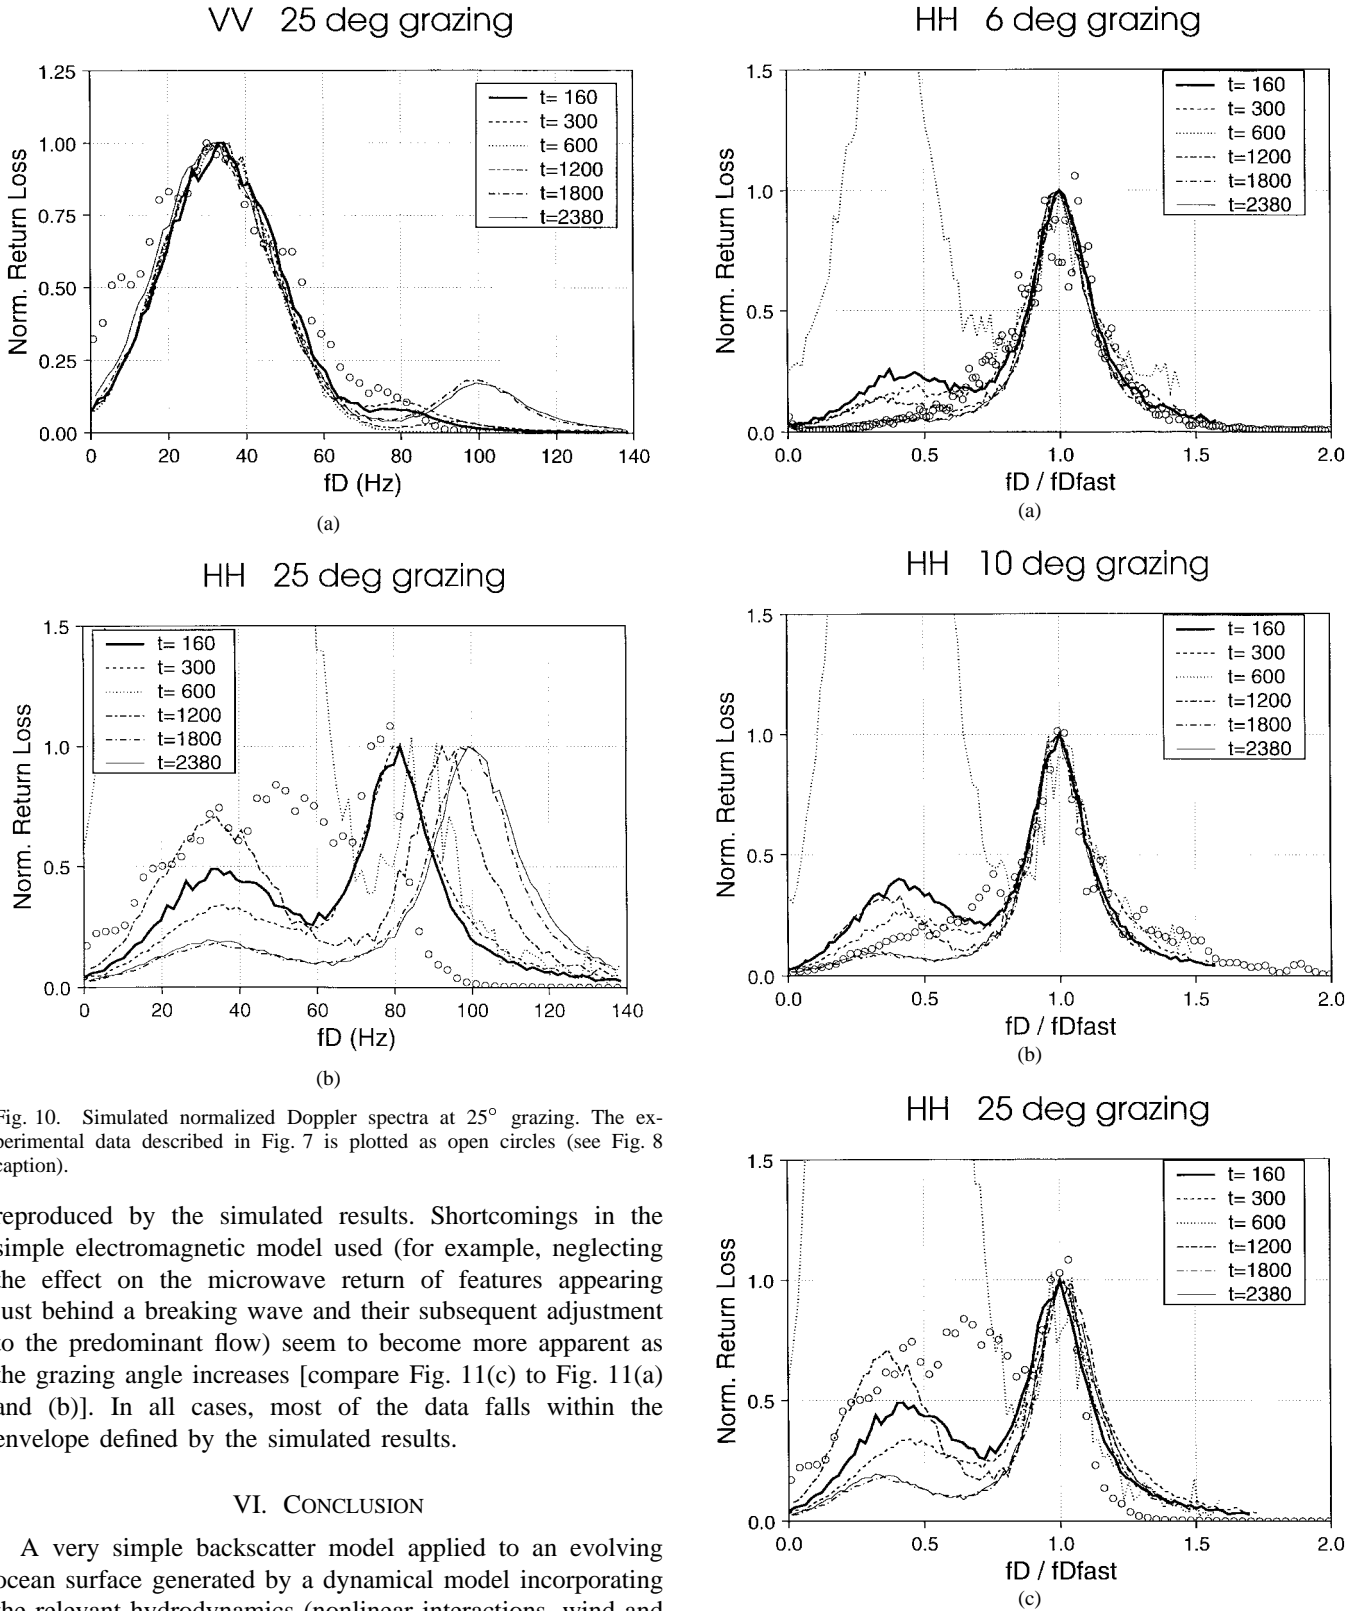 VV 25 deg grazing
1.25
1.00
0.75
0.50
0.25
0.00
Norm. Return Loss
t= 160
t= 300
t= 600
t=1200
t=1800
t=2380
0 20 40 60 80 100 120 140
fD (Hz)
(a)
HH 25 deg grazing
1.5
1.0
0.5
0.0
Norm. Return Loss
t= 160
t= 300
t= 600
t=1200
t=1800
t=2380
0 20 40 60 80 100 120 140
fD (Hz)
(b)
Fig. 10. Simulated normalized Doppler spectra at 25° grazing. The ex-
perimental data described in Fig. 7 is plotted as open circles (see Fig. 8
caption).
reproduced by the simulated results. Shortcomings in the
simple electromagnetic model used (for example, neglecting
the effect on the microwave return of features appearing
just behind a breaking wave and their subsequent adjustment
to the predominant flow) seem to become more apparent as
the grazing angle increases [compare Fig. 11(c) to Fig. 11(a)
and (b)]. In all cases, most of the data falls within the
envelope defined by the simulated results.
VI. CONCLUSION
A very simple backscatter model applied to an evolving
ocean surface generated by a dynamical model incorporating
the relevant hydrodynamics (nonlinear interactions, wind and
HH 6 deg grazing
1.5
1.0
0.5
0.0
Norm. Return Loss
t= 160
t= 300
t= 600
t=1200
t=1800
t=2380
0.0 0.5 1.0 1.5 2.0
fD / fDfast
(a)
HH 10 deg grazing
1.5
1.0
0.5
0.0
Norm. Return Loss
t= 160
t= 300
t= 600
t=1200
t=1800
t=2380
0.0 0.5 1.0 1.5 2.0
fD / fDfast
(b)
HH 25 deg grazing
1.5
1.0
0.5
0.0
Norm. Return Loss
t= 160
t= 300
t= 600
t=1200
t=1800
t=2380
0.0 0.5 1.0 1.5 2.0
fD / fDfast
(c)